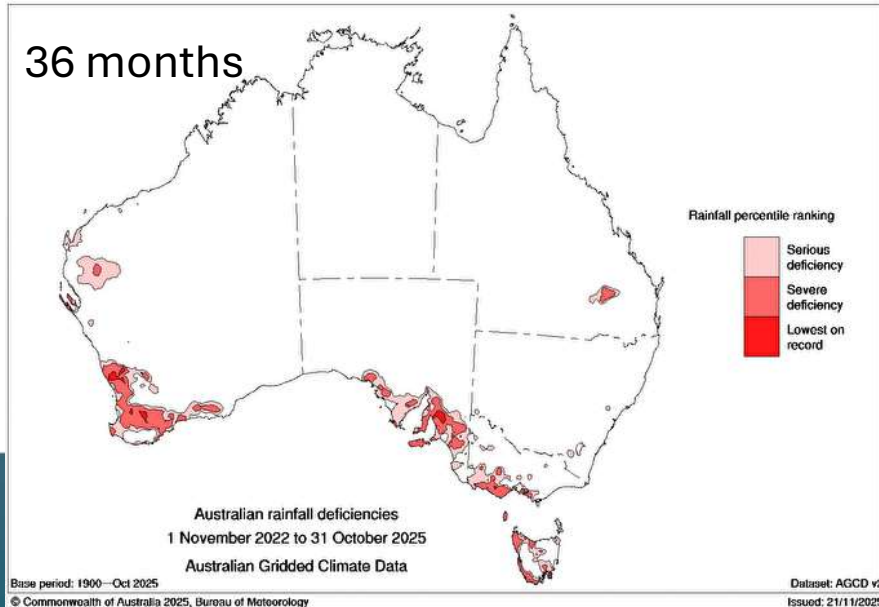 36 months
Rainfall percentile ranking
Serious
deficiency
Severe
deficiency
Lowest on
record
Australian rainfall deficiencies
1 November 2022 to 31 October 2025
Australian Gridded Climate Data
Base period: 1900—Oct 2025
Dataset: AGCD v2
© Commonwealth of Australia 2025, Bureau of Meteorology
Issued: 21/11/2025